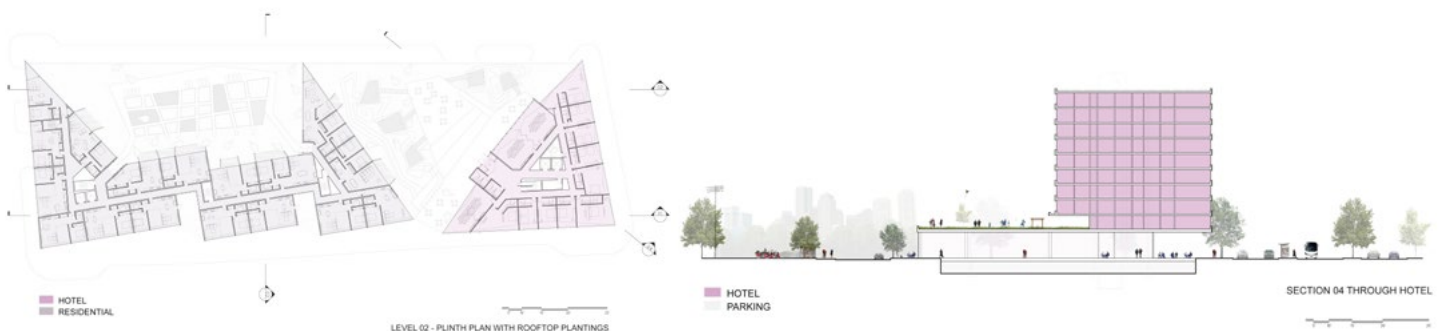 HOTEL
RESIDENTIAL
LEVEL 02 - PLINTH PLAN WITH ROOFTOP PLANTINGS
HOTEL
PARKING
SECTION 04 THROUGH HOTEL